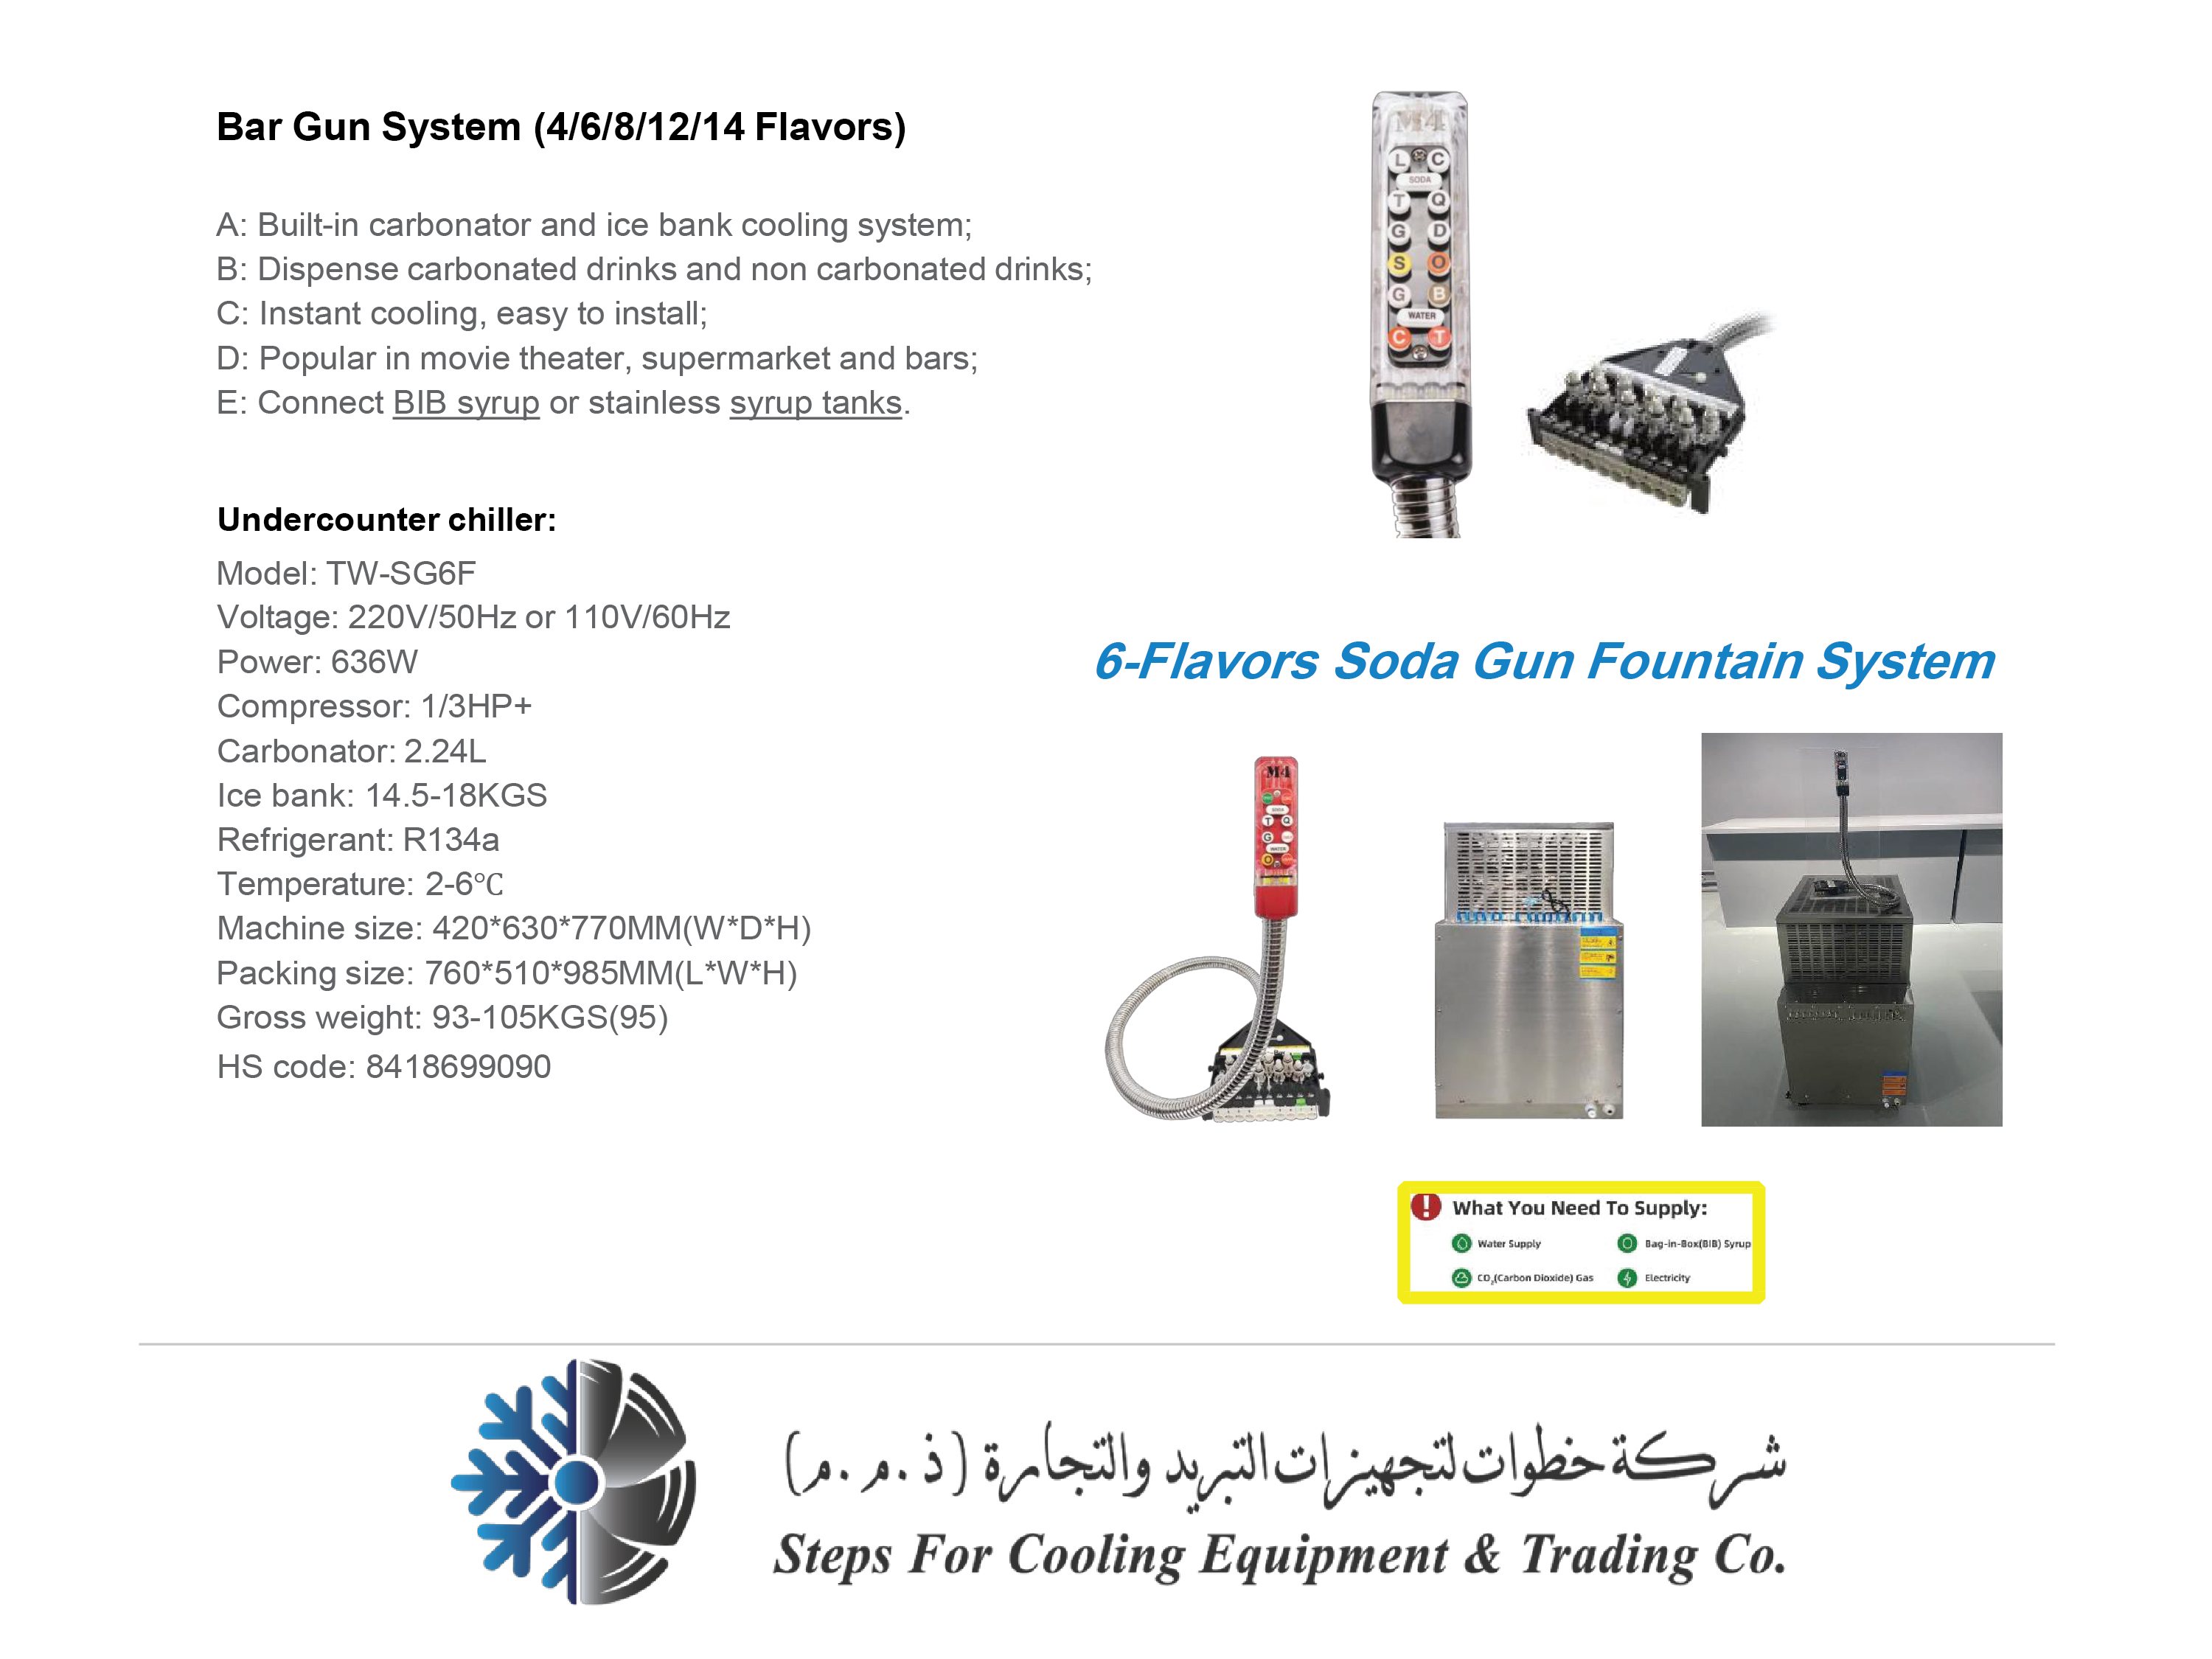 Bar Gun System (4/6/8/12/14 Flavors)
A: Built-in carbonator and ice bank cooling system;
B: Dispense carbonated drinks and non carbonated drinks;
C: Instant cooling, easy to install;
D: Popular in movie theater, supermarket and bars;
E: Connect BIB syrup or stainless syrup tanks.
Undercounter chiller:
Model: TW-SG6F
Voltage: 220V/50Hz or 110V/60Hz
Power: 636W
Compressor: 1/3HP+
Carbonator: 2.24L
Ice bank: 14.5-18KGS
Refrigerant: R134a
Temperature: 2-6℃
Machine size: 420*630*770MM(W*D*H)
Packing size: 760*510*985MM(L*W*H)
Gross weight: 93-105KGS(95)
HS code: 8418699090
M4
L C
SODA
T Q
G D
S O
G B
WATER
C T
6-Flavors Soda Gun Fountain System
M4
SODA
T Q
G
WATER
O
What You Need To Supply:
Water Supply
Bag-in-Box(BIB) Syrup
CO₂(Carbon Dioxide) Gas
Electricity
شركة خطوات لتجهيزات التبريد والتجارة (ذ.م.م)
Steps For Cooling Equipment & Trading Co.